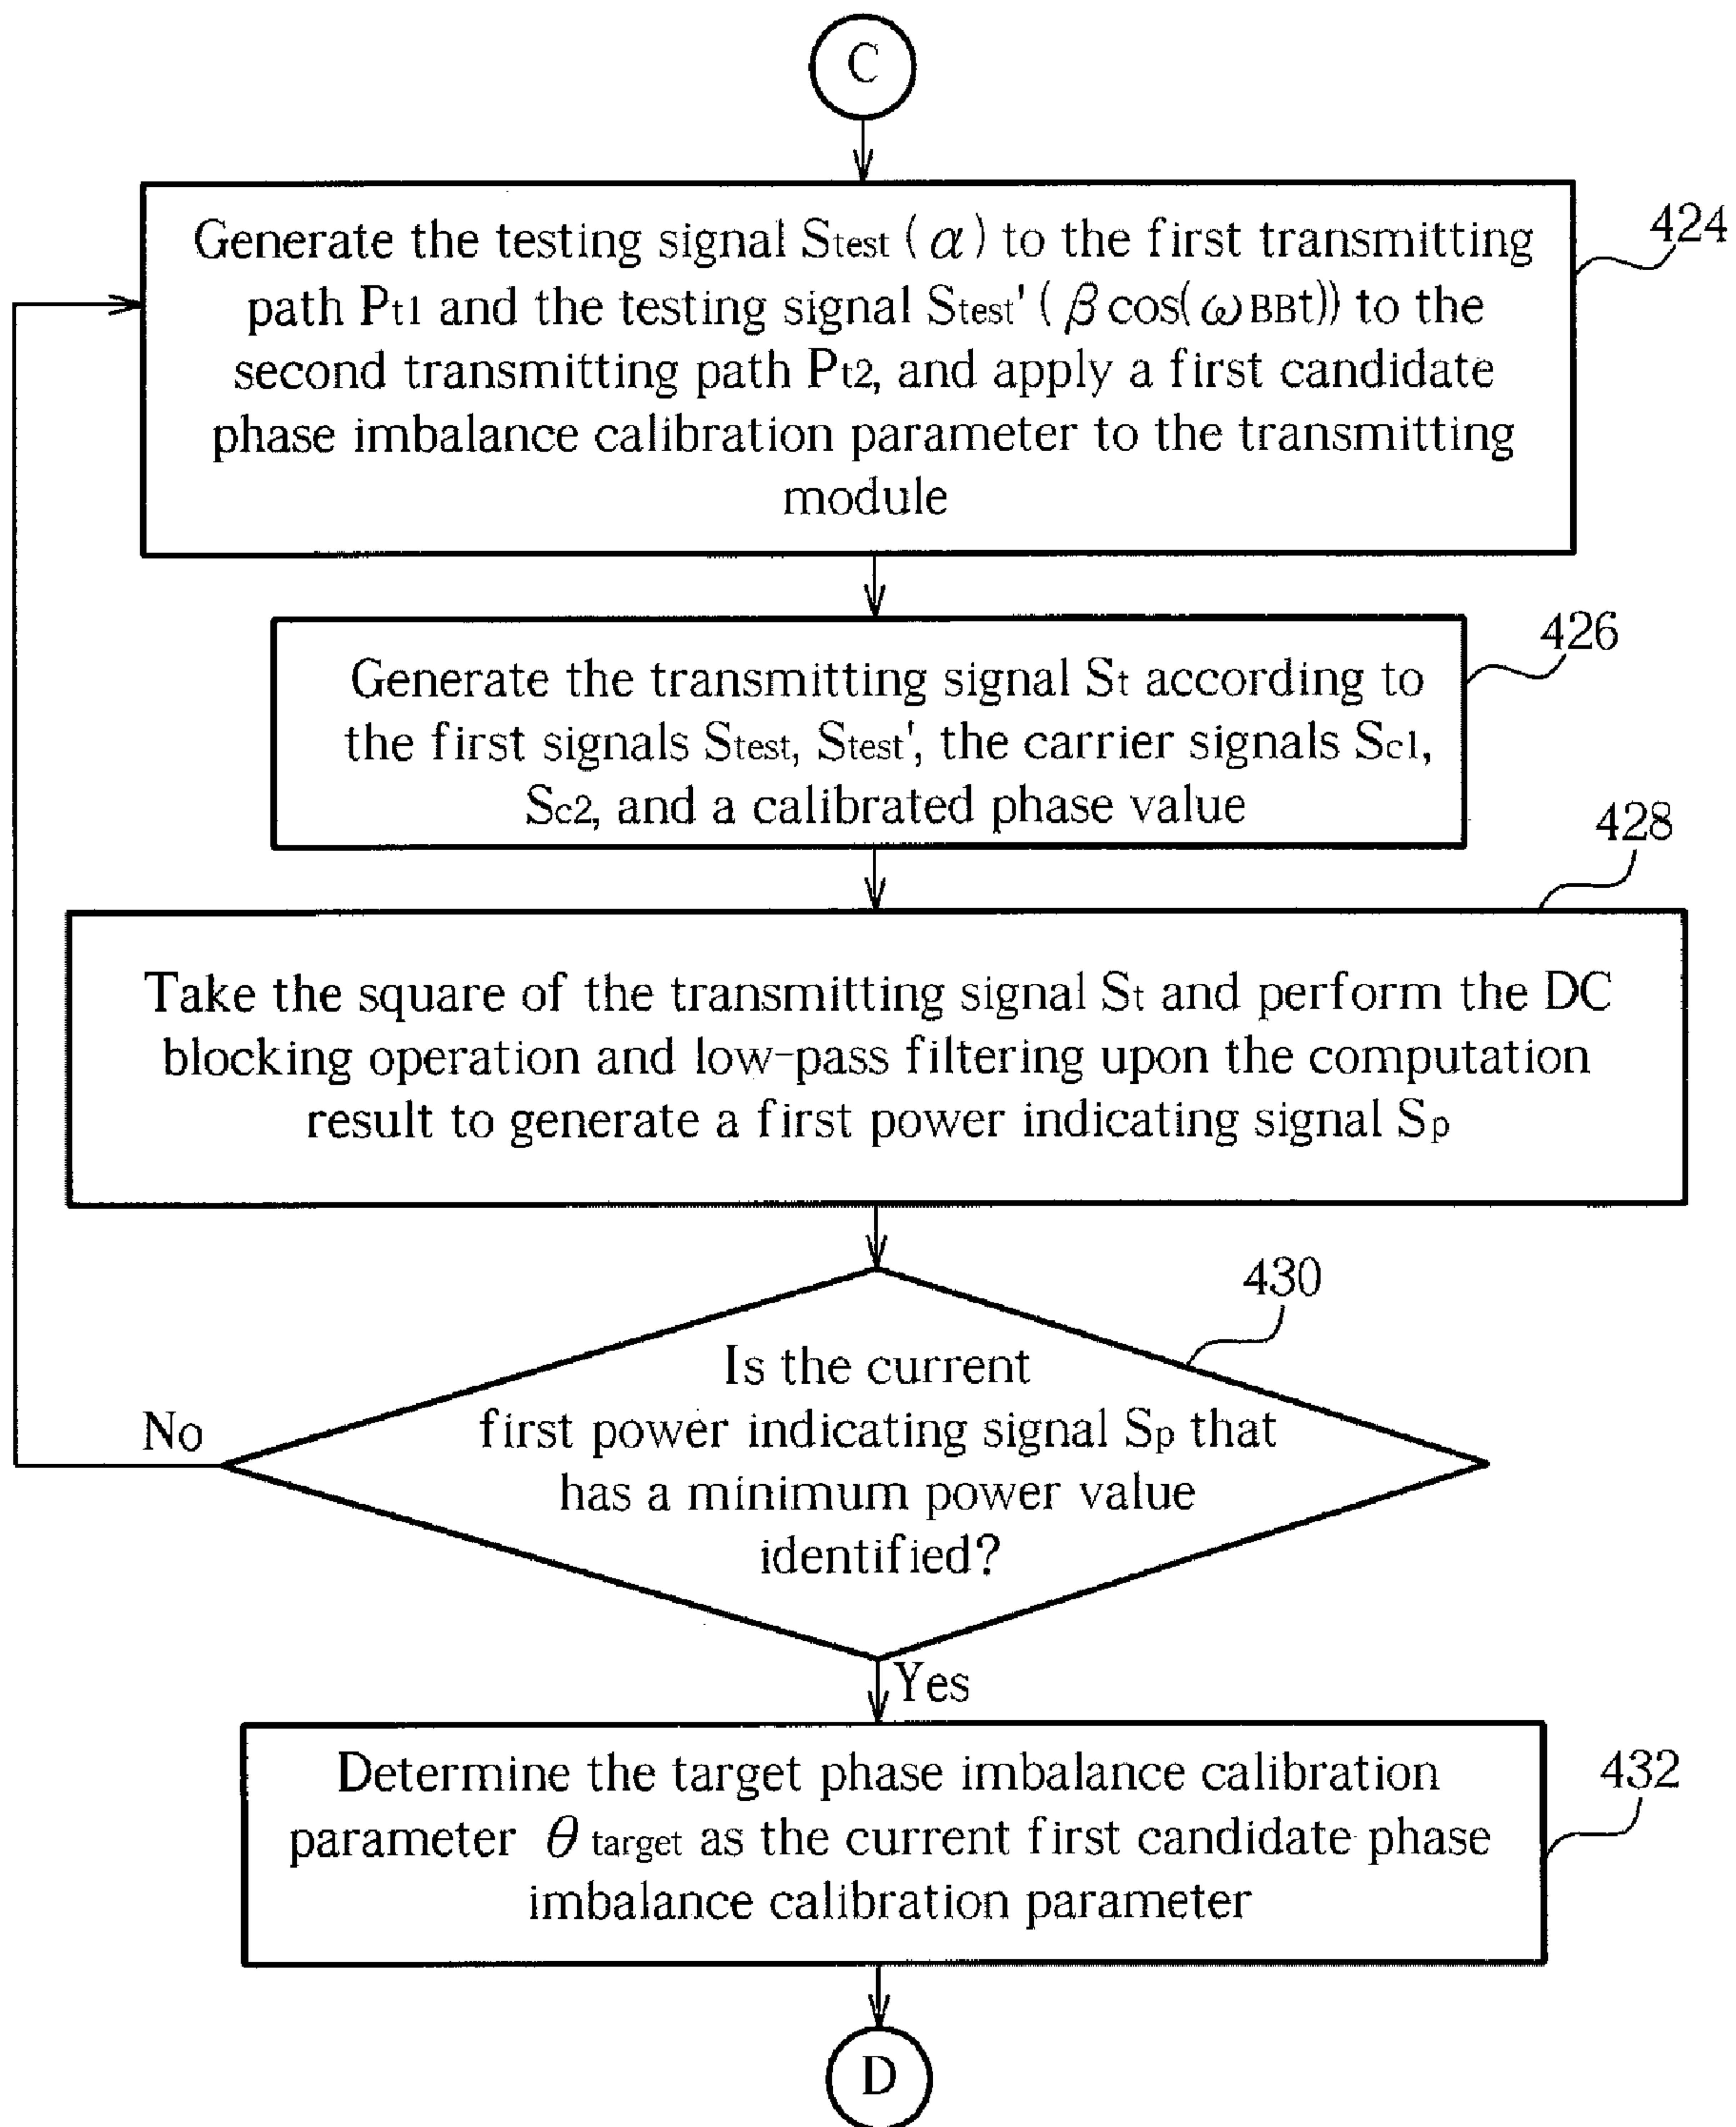 C
Generate the testing signal Stest (α) to the first transmitting
path Pt1 and the testing signal Stest' (β cos(ωBBt)) to the
second transmitting path Pt2, and apply a first candidate
phase imbalance calibration parameter to the transmitting
module
424
Generate the transmitting signal St according to
the first signals Stest, Stest', the carrier signals Sc1,
Sc2, and a calibrated phase value
426
Take the square of the transmitting signal St and perform the DC
blocking operation and low-pass filtering upon the computation
result to generate a first power indicating signal Sp
428
Is the current
first power indicating signal Sp that
has a minimum power value
identified?
430
No
Yes
Determine the target phase imbalance calibration
parameter θ target as the current first candidate phase
imbalance calibration parameter
432
D